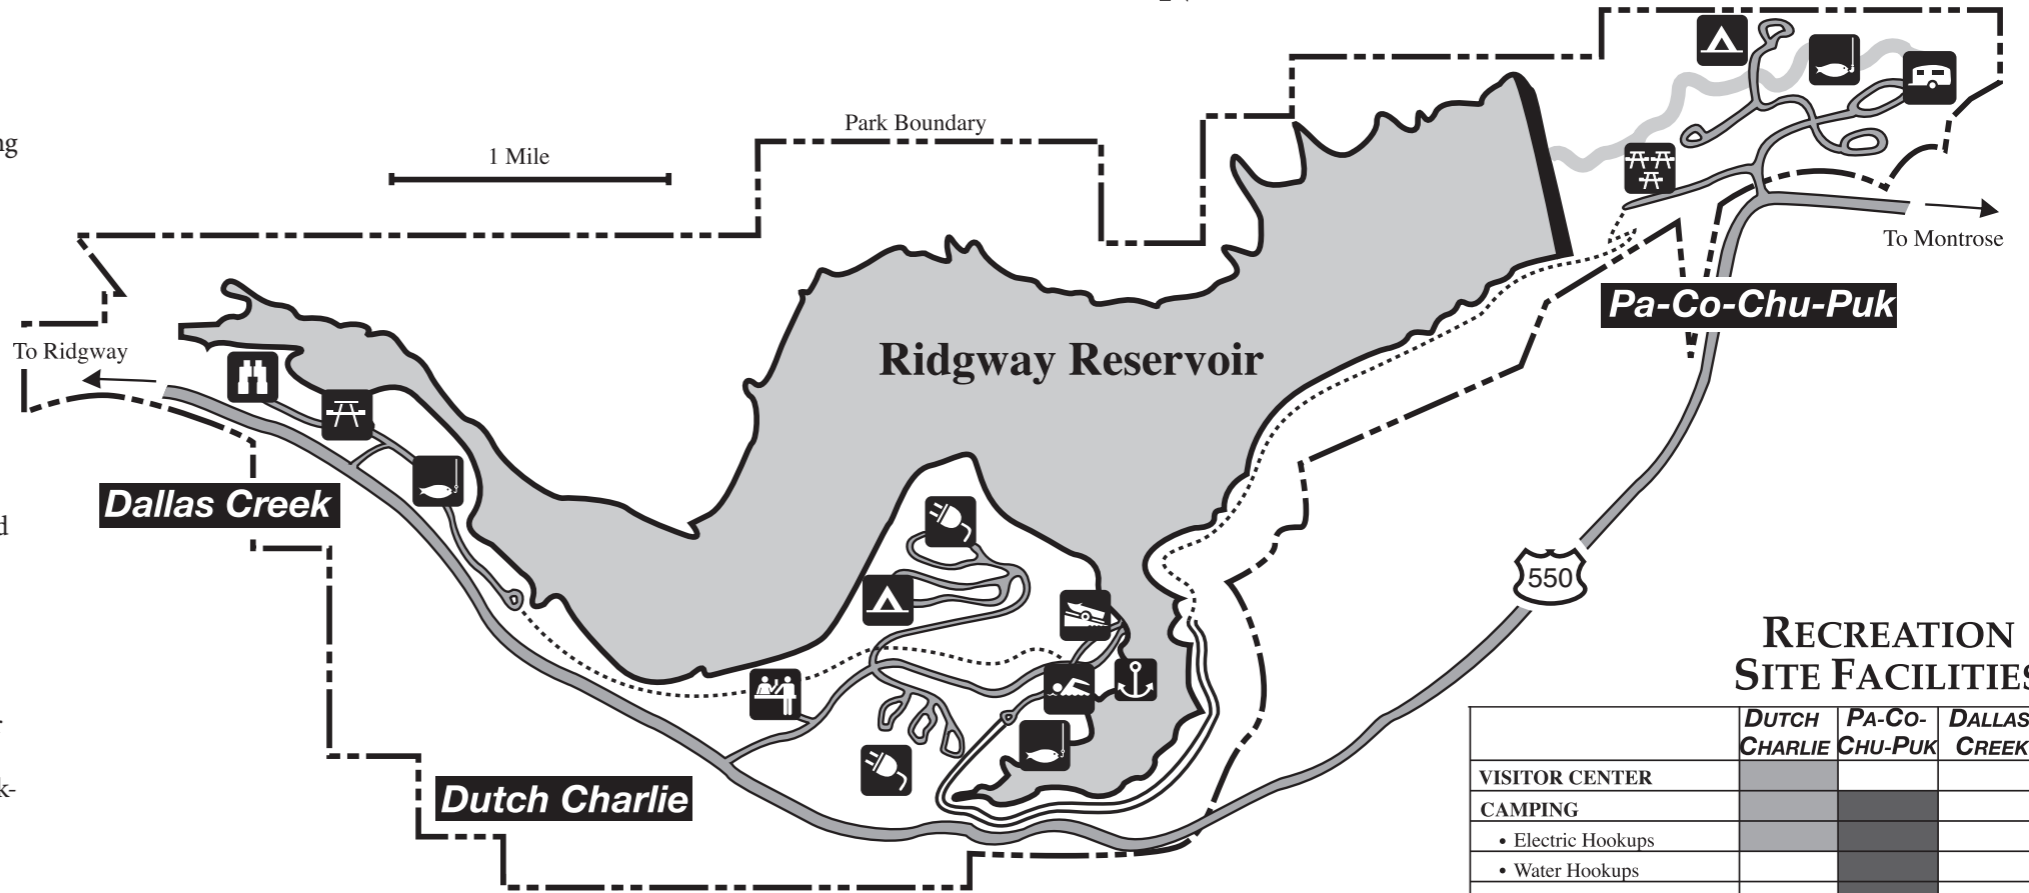 ng
Park Boundary
1 Mile
To Montrose
Pa-Co-Chu-Puk
To Ridgway
Ridgway Reservoir
Dallas Creek
d
550
Dutch Charlie
k-
RECREATION
SITE FACILITIES
DUTCH CHARLIE
PA-CO-CHU-PUK
DALLAS CREEK
VISITOR CENTER
CAMPING
• Electric Hookups
• Water Hookups